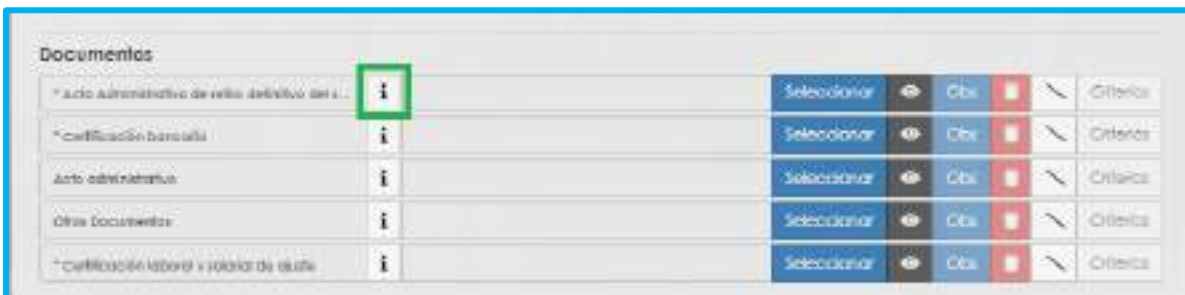 Documentos
* Acto Administrativo de retiro definitivo del s... i Seleccionar Obs Criterios
* Certificación bancaria i Seleccionar Obs Criterios
Acto administrativo i Seleccionar Obs Criterios
Otros Documentos i Seleccionar Obs Criterios
* Certificación laboral y salarial de ajuste i Seleccionar Obs Criterios